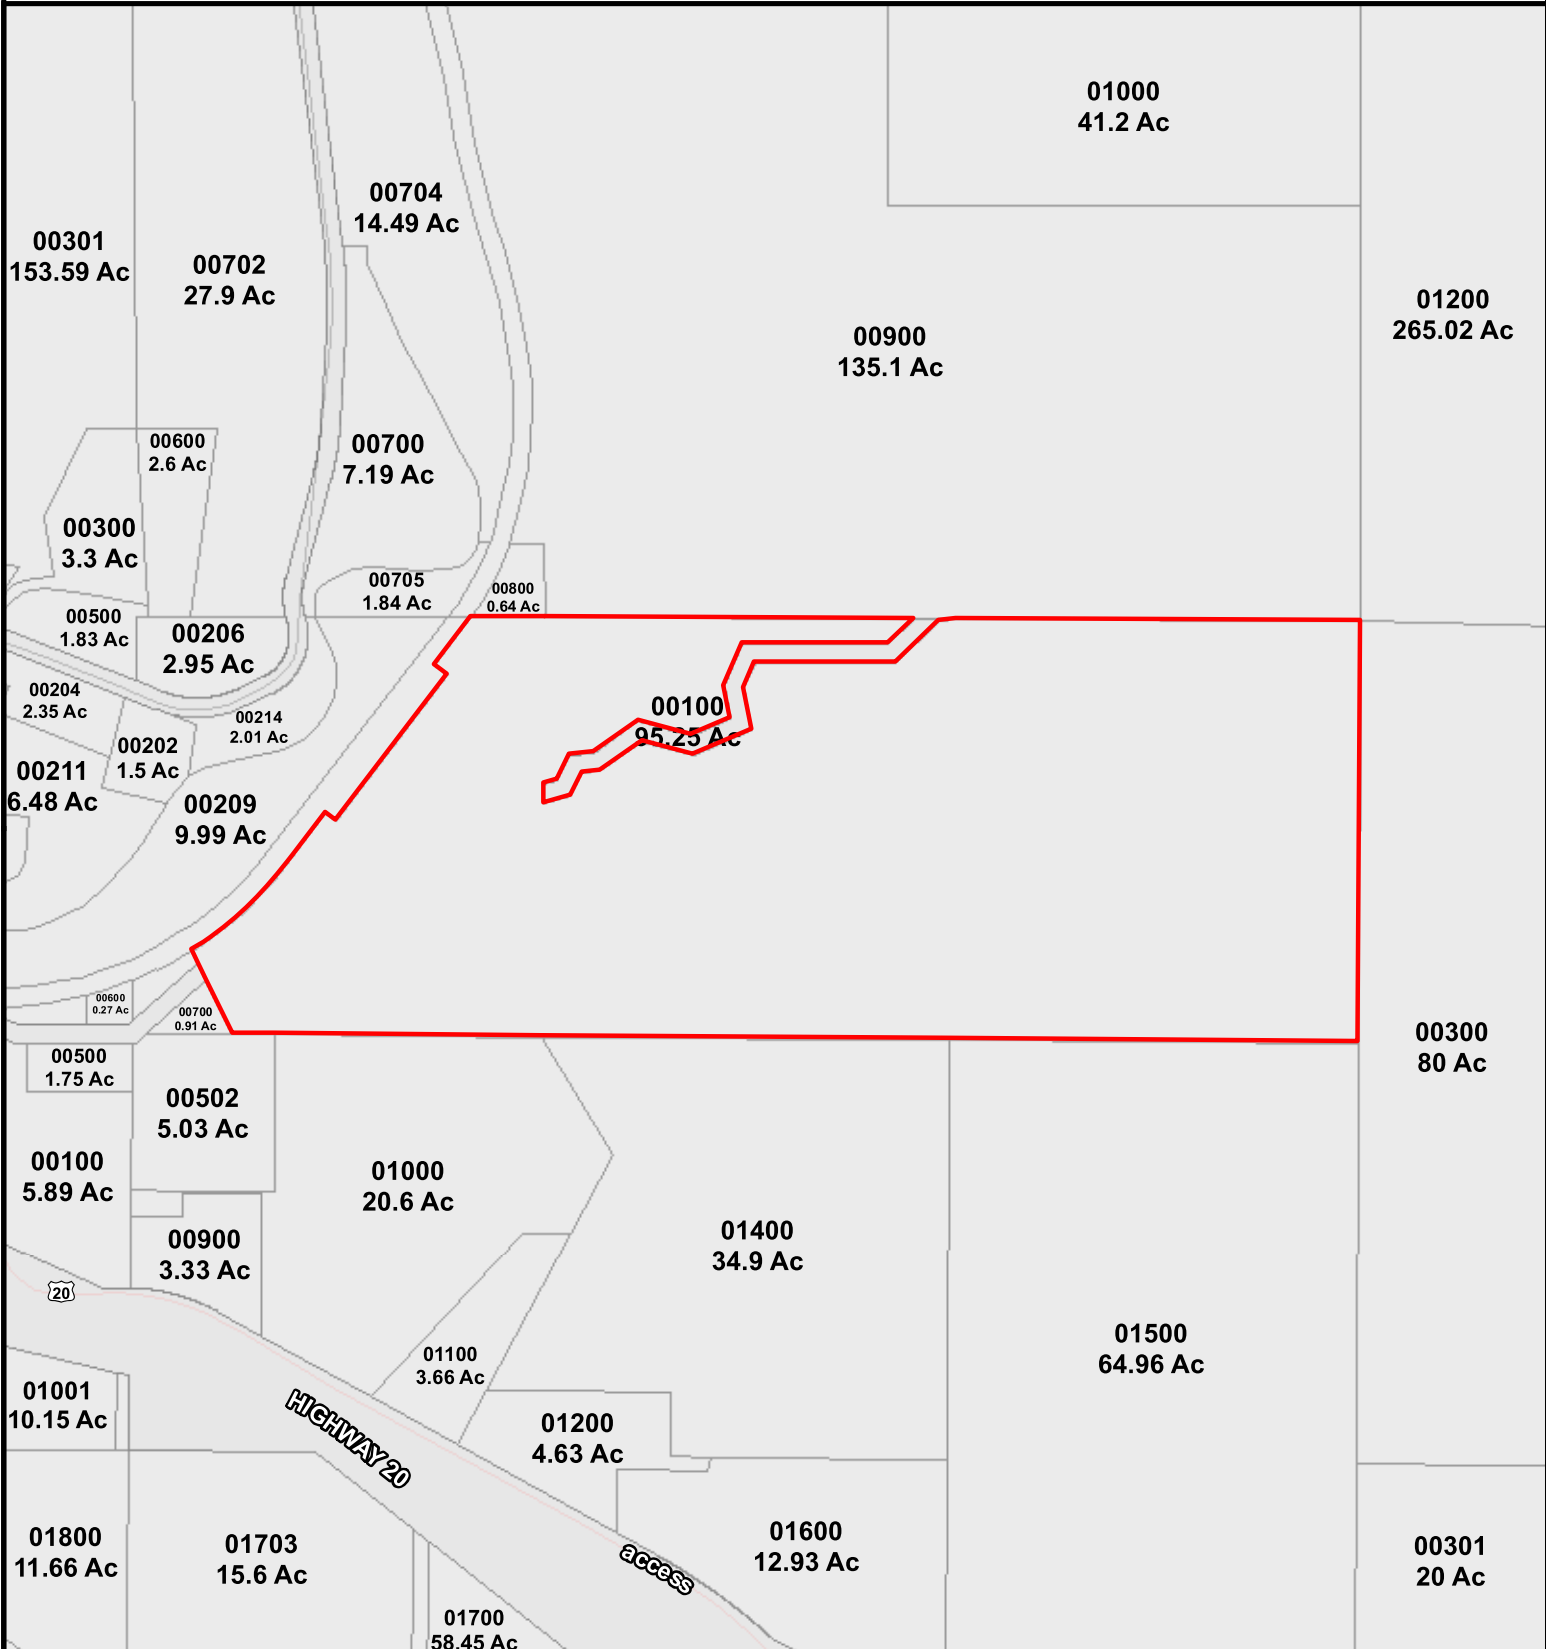 01000
41.2 Ac
00704
14.49 Ac
00301
153.59 Ac
00702
27.9 Ac
01200
265.02 Ac
00900
135.1 Ac
00600
2.6 Ac
00700
7.19 Ac
00300
3.3 Ac
00705
1.84 Ac
00800
0.64 Ac
00500
1.83 Ac
00206
2.95 Ac
00204
2.35 Ac
00214
2.01 Ac
00100
95.25 Ac
00202
1.5 Ac
00211
6.48 Ac
00209
9.99 Ac
00600
0.27 Ac
00700
0.91 Ac
00300
80 Ac
00500
1.75 Ac
00502
5.03 Ac
00100
5.89 Ac
01000
20.6 Ac
00900
3.33 Ac
01400
34.9 Ac
20
01500
64.96 Ac
01100
3.66 Ac
01001
10.15 Ac
HIGHWAY 20
01200
4.63 Ac
01800
11.66 Ac
01703
15.6 Ac
access
01600
12.93 Ac
00301
20 Ac
01700
58.45 Ac